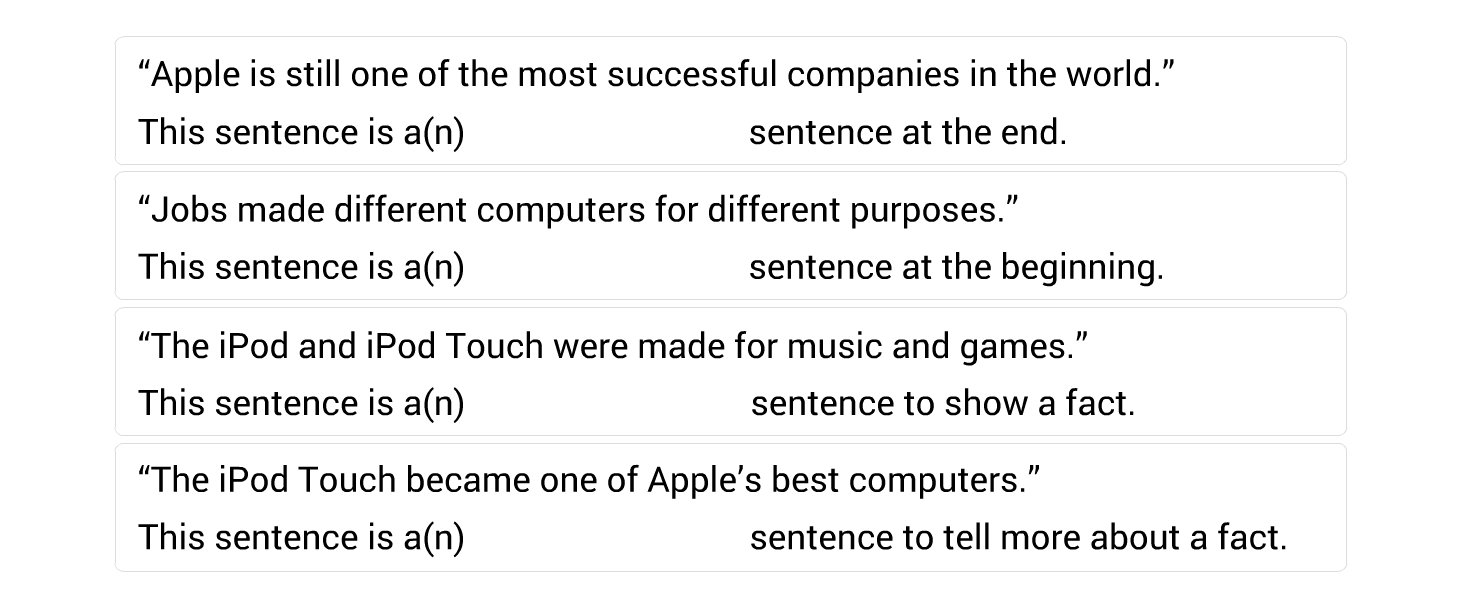 “Apple is still one of the most successful companies in the world.”
This sentence is a(n) sentence at the end.
“Jobs made different computers for different purposes.”
This sentence is a(n) sentence at the beginning.
“The iPod and iPod Touch were made for music and games.”
This sentence is a(n) sentence to show a fact.
“The iPod Touch became one of Apple’s best computers.”
This sentence is a(n) sentence to tell more about a fact.